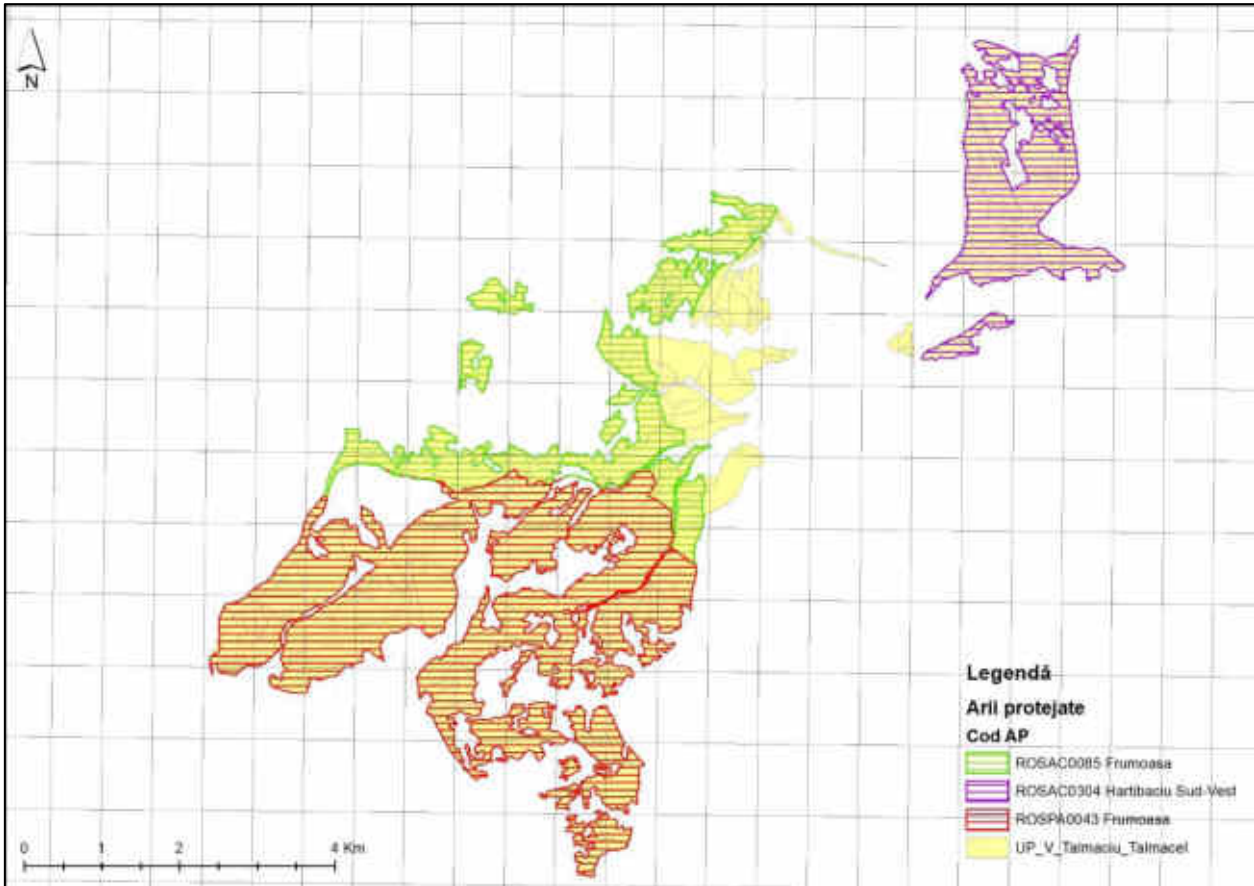 N
Legendă
Arii protejate
Cod AP
ROSAC0085 Frumoasa
ROSAC0304 Hartibaciu Sud-Vest
ROSPA0043 Frumoasa
UP_V_Talmaciu_Talmacel
0 1 2 4 Km